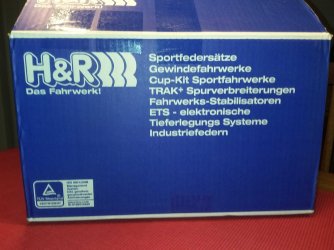 H&R
Das Fahrwerk!
Sportfedersätze
Gewindefahrwerke
Cup-Kit Sportfahrwerke
TRAK+ Spurverbreiterungen
Fahrwerks-Stabilisatoren
ETS - elektronische
Tieferlegungs Systeme
Industriefedern